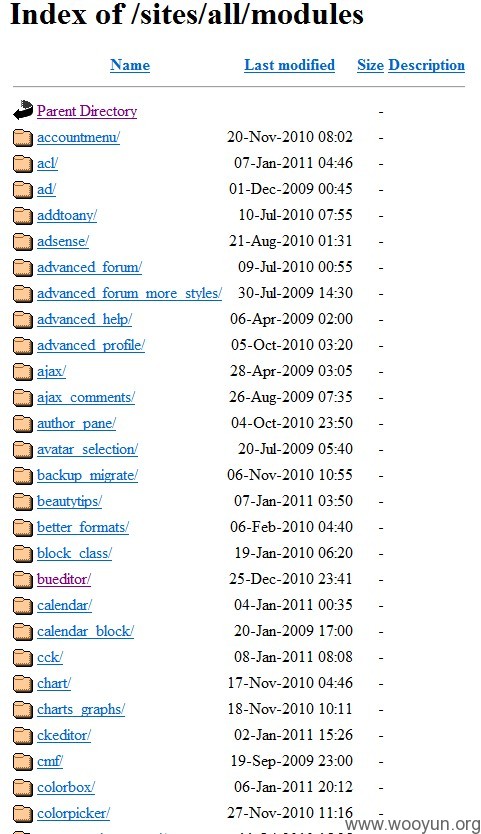 Index of /sites/all/modules
Name Last modified Size Description
Parent Directory -
accountmenu/ 20-Nov-2010 08:02 -
acl/ 07-Jan-2011 04:46 -
ad/ 01-Dec-2009 00:45 -
addtoany/ 10-Jul-2010 07:55 -
adsense/ 21-Aug-2010 01:31 -
advanced_forum/ 09-Jul-2010 00:55 -
advanced_forum_more_styles/ 30-Jul-2009 14:30 -
advanced_help/ 06-Apr-2009 02:00 -
advanced_profile/ 05-Oct-2010 03:20 -
ajax/ 28-Apr-2009 03:05 -
ajax_comments/ 26-Aug-2009 07:35 -
author_pane/ 04-Oct-2010 23:50 -
avatar_selection/ 20-Jul-2009 05:40 -
backup_migrate/ 06-Nov-2010 10:55 -
beautytips/ 07-Jan-2011 03:50 -
better_formats/ 06-Feb-2010 04:40 -
block_class/ 19-Jan-2010 06:20 -
bueditor/ 25-Dec-2010 23:41 -
calendar/ 04-Jan-2011 00:35 -
calendar_block/ 20-Jan-2009 17:00 -
cck/ 08-Jan-2011 08:08 -
chart/ 17-Nov-2010 04:46 -
charts_graphs/ 18-Nov-2010 10:11 -
ckeditor/ 02-Jan-2011 15:26 -
cmf/ 19-Sep-2009 23:00 -
colorbox/ 06-Jan-2011 20:12 -
colorpicker/ 27-Nov-2010 11:16 -
www.wooyun.org